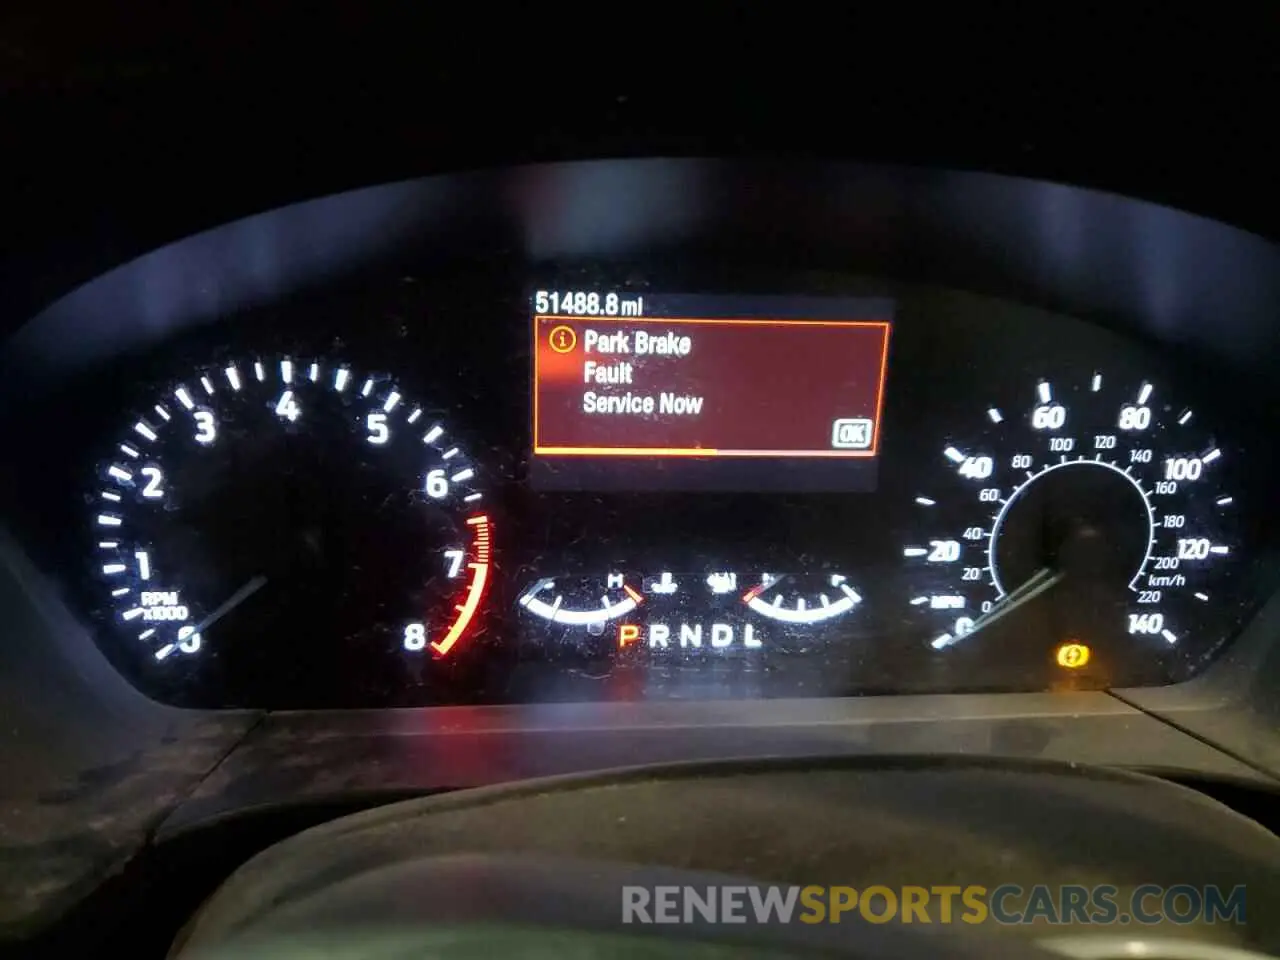 51488.8 mi
Park Brake
Fault
Service Now
OK
0 1 2 3 4 5 6 7 8
RPM
x1000
H
P R N D L
0 20 40 60 80 100 120 140
MPH
0 20 40 60 80 100 120 140 160 180 200 220
km/h
RENEWSPORTSCARS.COM